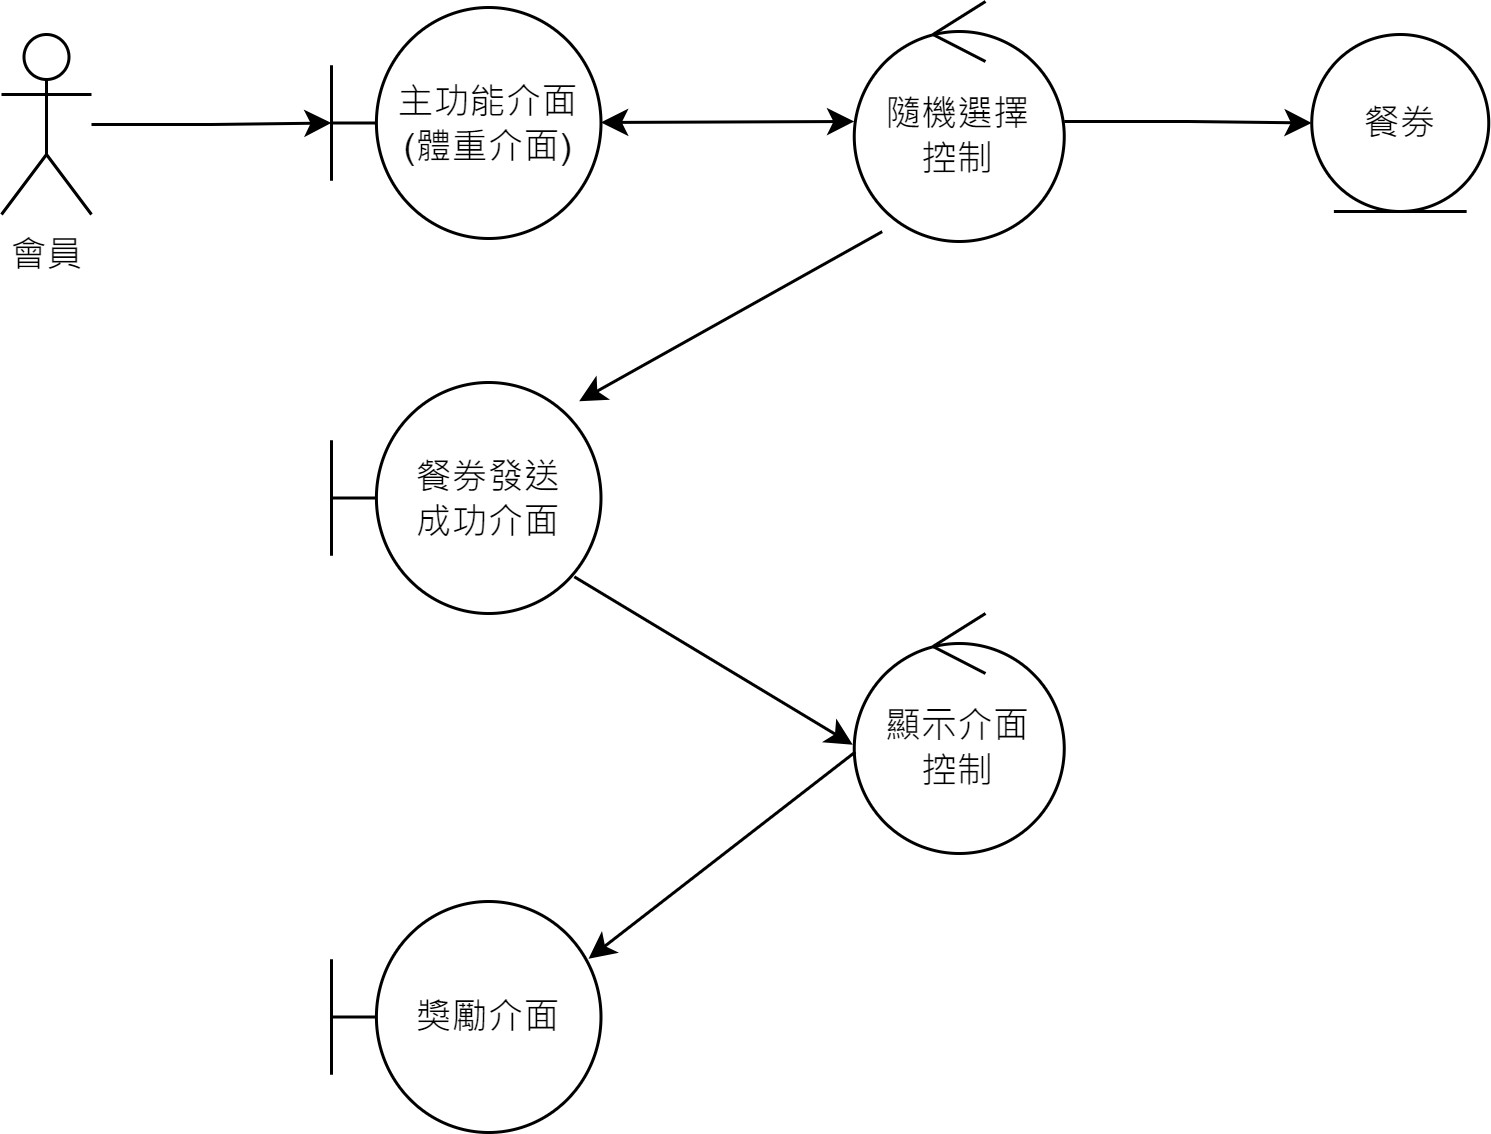 會員
主功能介面
(體重介面)
隨機選擇
控制
餐券
餐券發送
成功介面
顯示介面
控制
獎勵介面